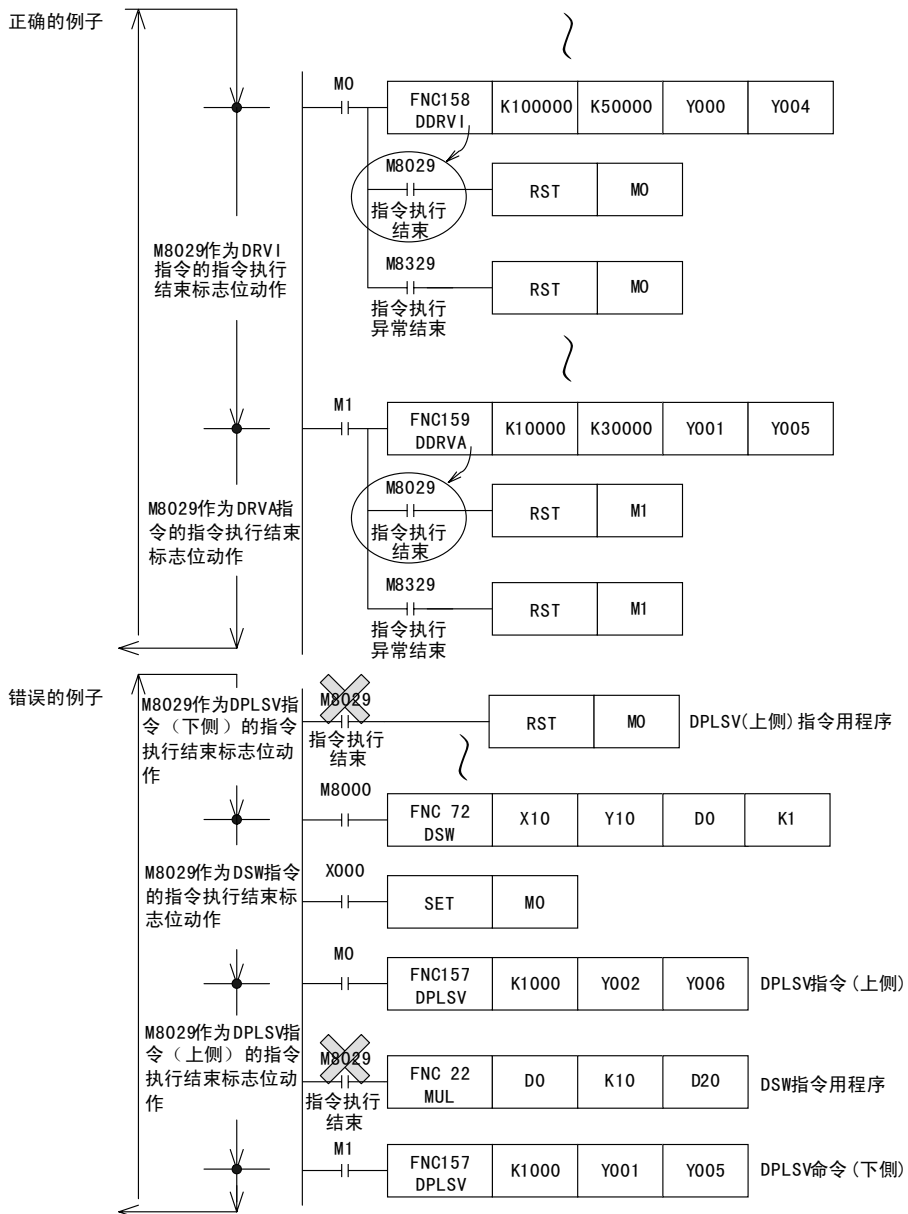 正确的例子
M0
FNC158
DDRVI
K100000
K50000
Y000
Y004
M8029
指令执行
结束
RST
M0
M8029作为DRVI
指令的指令执行
结束标志位动作
M8329
指令执行
异常结束
RST
M0
M1
FNC159
DDRVA
K10000
K30000
Y001
Y005
M8029
指令执行
结束
RST
M1
M8029作为DRVA指
令的指令执行结束
标志位动作
M8329
指令执行
异常结束
RST
M1
错误的例子
M8029作为DPLSV指
令（下侧）的指令
执行结束标志位动
作
M8029
指令执行
结束
RST
M0
DPLSV(上侧)指令用程序
M8000
FNC 72
DSW
X10
Y10
D0
K1
M8029作为DSW指令
的指令执行结束标
志位动作
X000
SET
M0
M0
FNC157
DPLSV
K1000
Y002
Y006
DPLSV指令(上侧)
M8029作为DPLSV指
令（上侧）的指令
执行结束标志位动
作
M8029
指令执行
结束
FNC 22
MUL
D0
K10
D20
DSW指令用程序
M1
FNC157
DPLSV
K1000
Y001
Y005
DPLSV命令(下侧)